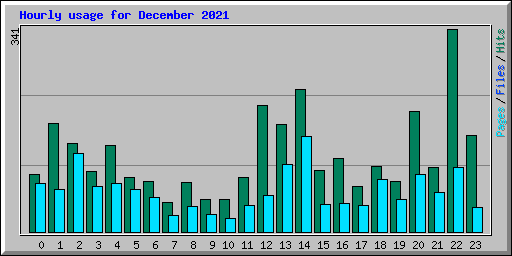 Hourly usage for December 2021
341
Pages/Files/Hits
0 1 2 3 4 5 6 7 8 9 10 11 12 13 14 15 16 17 18 19 20 21 22 23